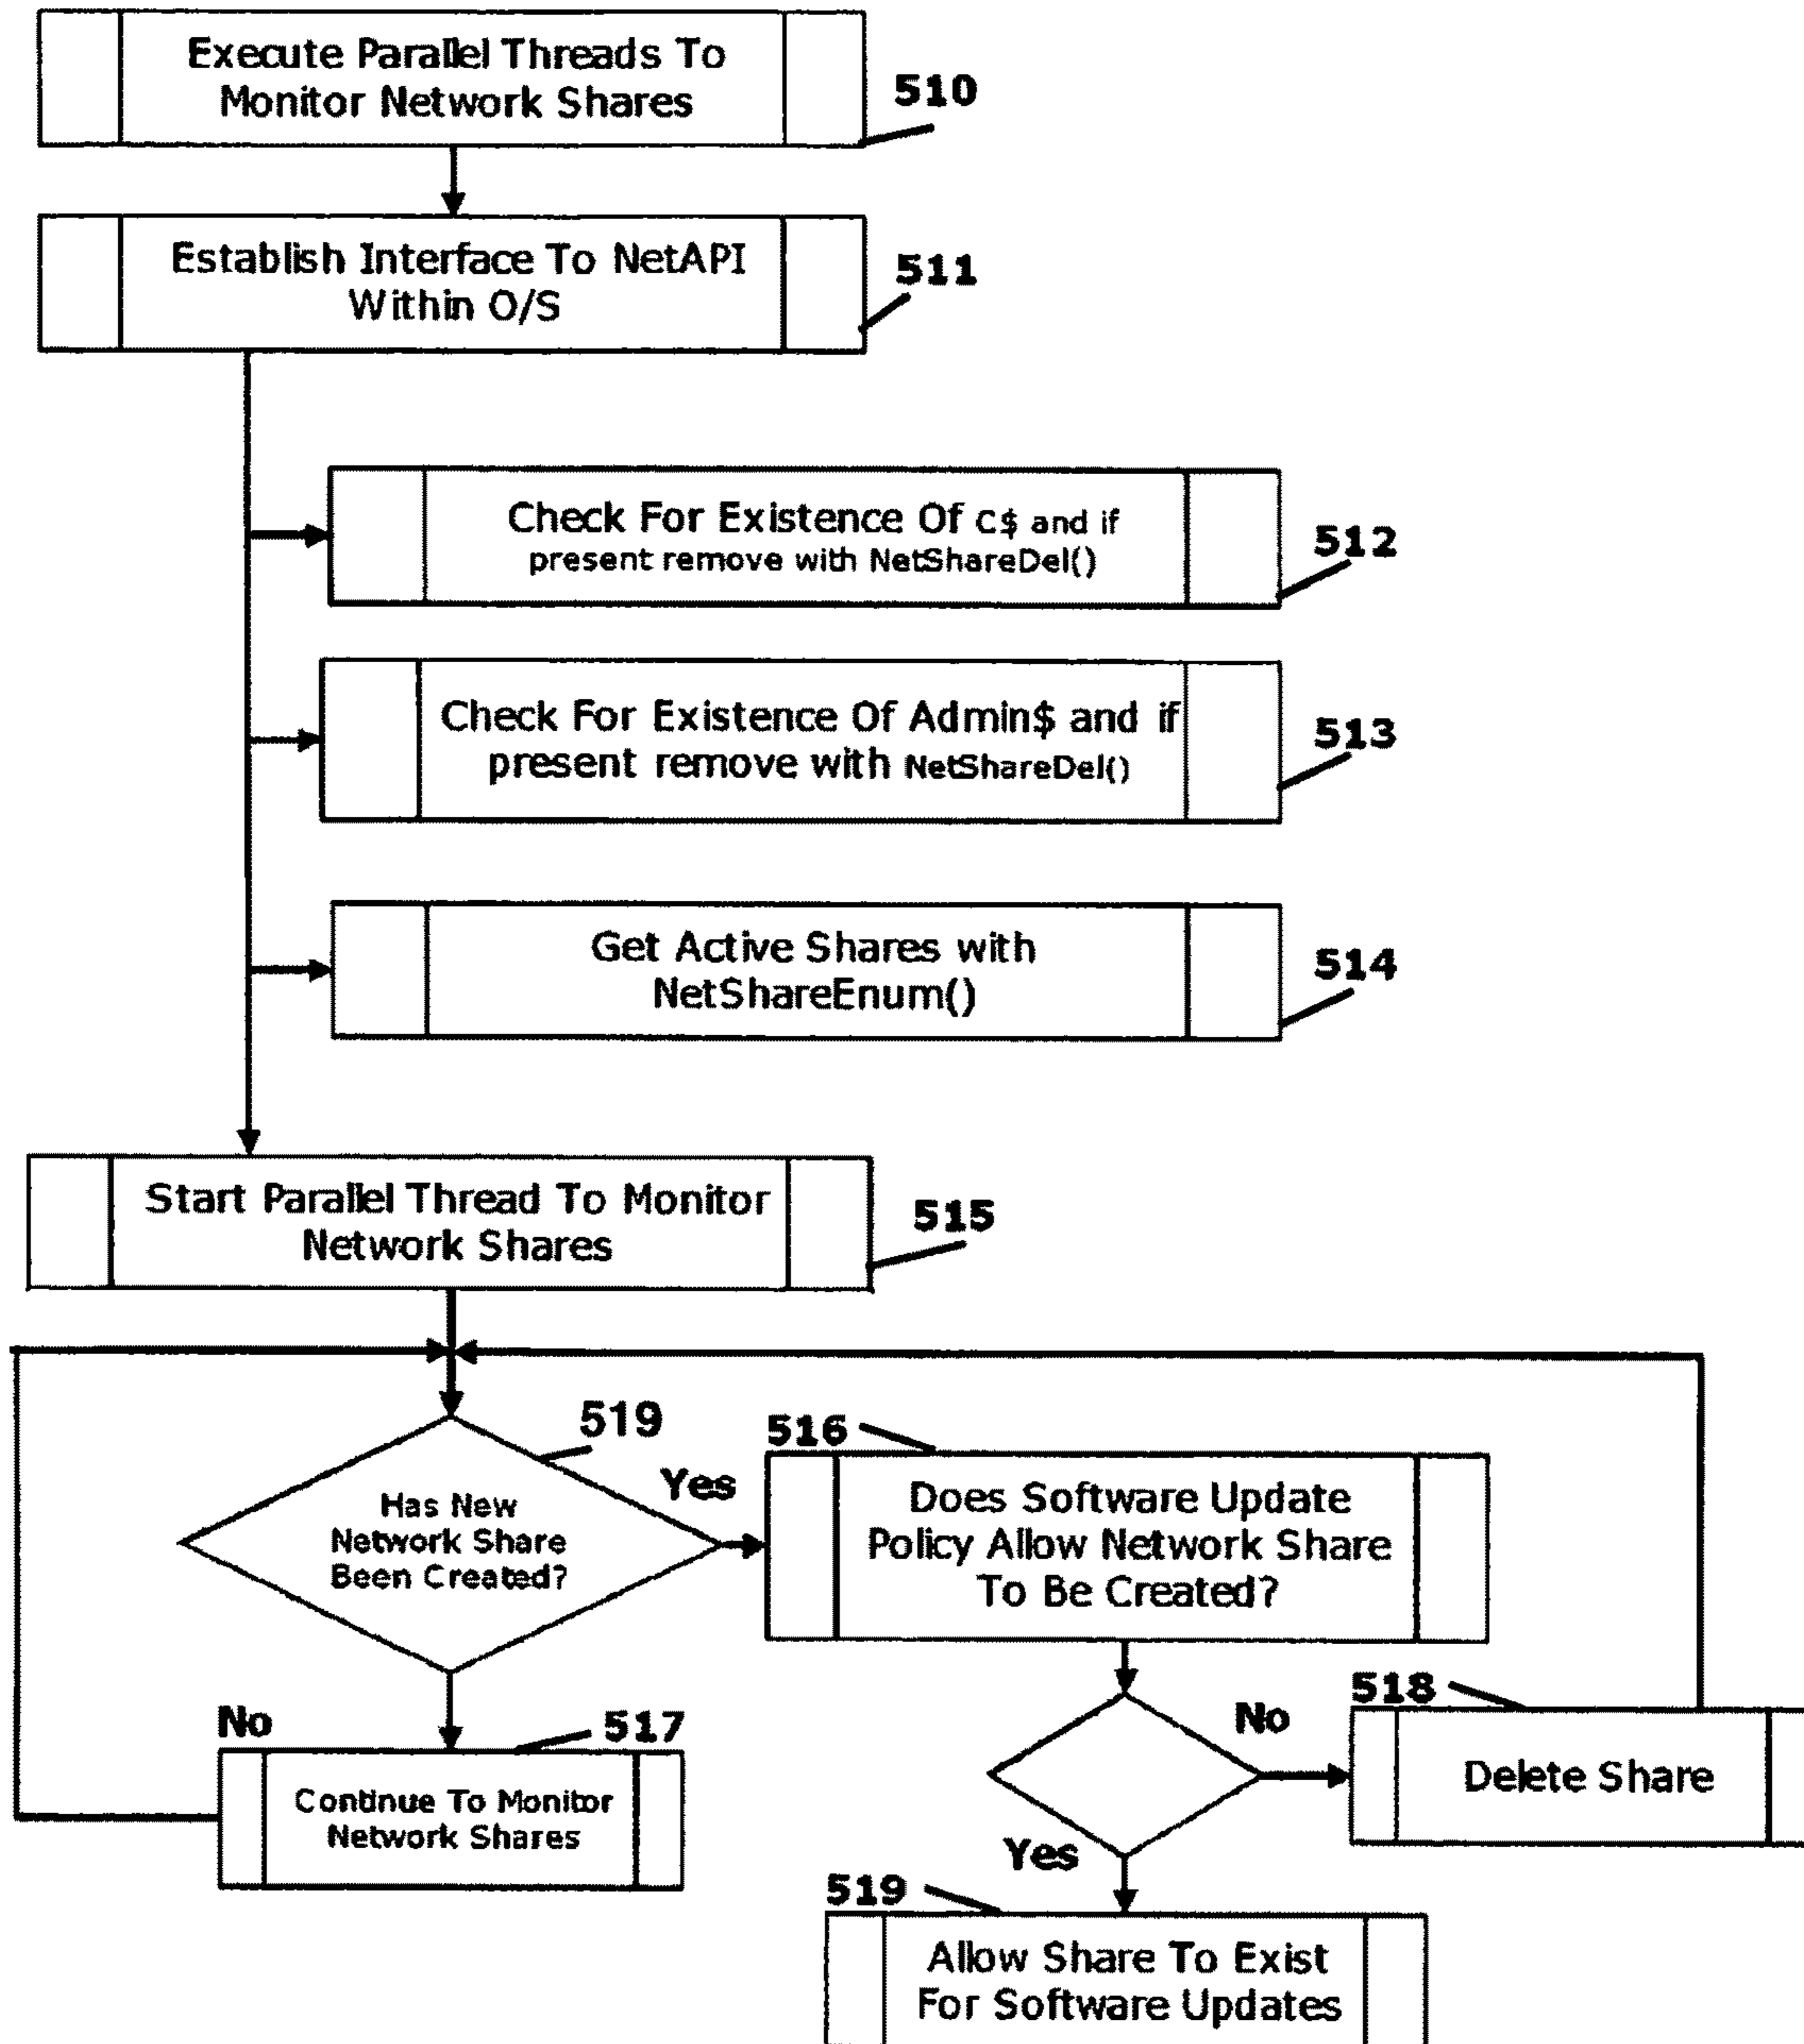 Execute Parallel Threads To
Monitor Network Shares
510
Establish Interface To NetAPI
Within O/S
511
Check For Existence Of C$ and if
present remove with NetShareDel()
512
Check For Existence Of Admin$ and if
present remove with NetShareDel()
513
Get Active Shares with
NetShareEnum()
514
Start Parallel Thread To Monitor
Network Shares
515
519
Has New
Network Share
Been Created?
Yes
516
Does Software Update
Policy Allow Network Share
To Be Created?
No
517
Continue To Monitor
Network Shares
No
518
Delete Share
Yes
519
Allow Share To Exist
For Software Updates